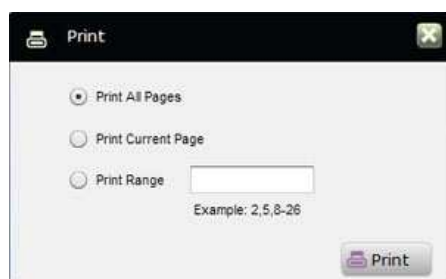 Print
Print All Pages
Print Current Page
Print Range
Example: 2,5,8-26
Print